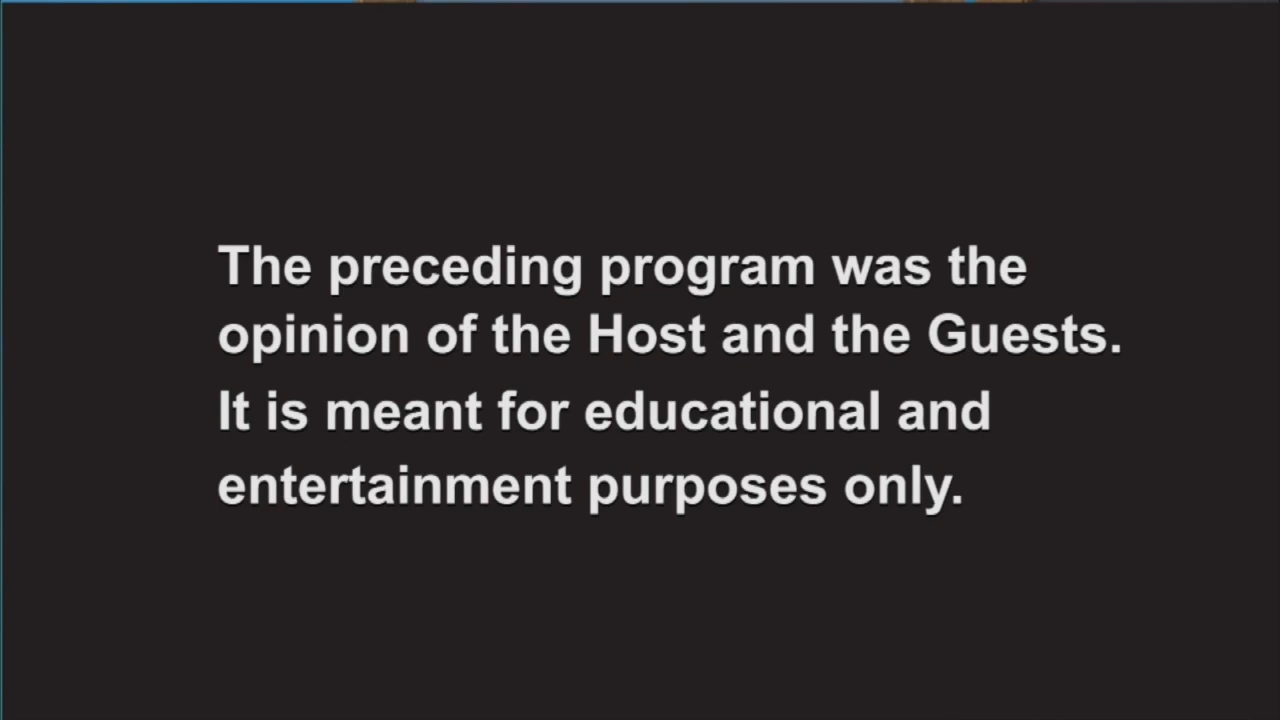 The preceding program was the
opinion of the Host and the Guests.
It is meant for educational and
entertainment purposes only.